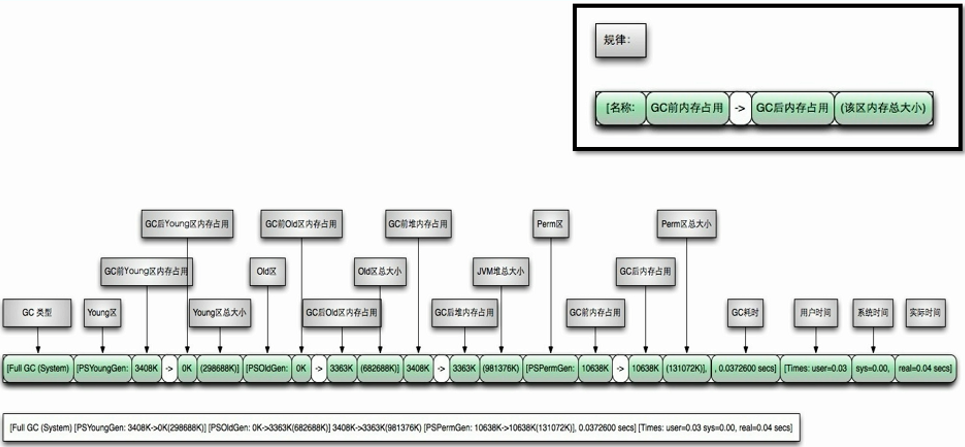 规律：
[名称:
GC前内存占用
->
GC后内存占用
(该区内存总大小)
GC后Young区内存占用
GC前Old区内存占用
GC前堆内存占用
Perm区
Perm区总大小
GC前Young区内存占用
Old区
Old区总大小
JVM堆总大小
GC后内存占用
GC 类型
Young区
Young区总大小
GC后Old区内存占用
GC后堆内存占用
GC前内存占用
GC耗时
用户时间
系统时间
实际时间
[Full GC (System)
[PSYoungGen:
3408K
->
0K
(298688K)]
[PSOldGen:
0K
->
3363K
(682688K)]
3408K
->
3363K
(981376K)
[PSPermGen:
10638K
->
10638K
(131072K)],
, 0.0372600 secs]
[Times: user=0.03
sys=0.00,
real=0.04 secs]
[Full GC (System) [PSYoungGen: 3408K->0K(298688K)] [PSOldGen: 0K->3363K(682688K)] 3408K->3363K(981376K) [PSPermGen: 10638K->10638K(131072K)], 0.0372600 secs] [Times: user=0.03 sys=0.00, real=0.04 secs]